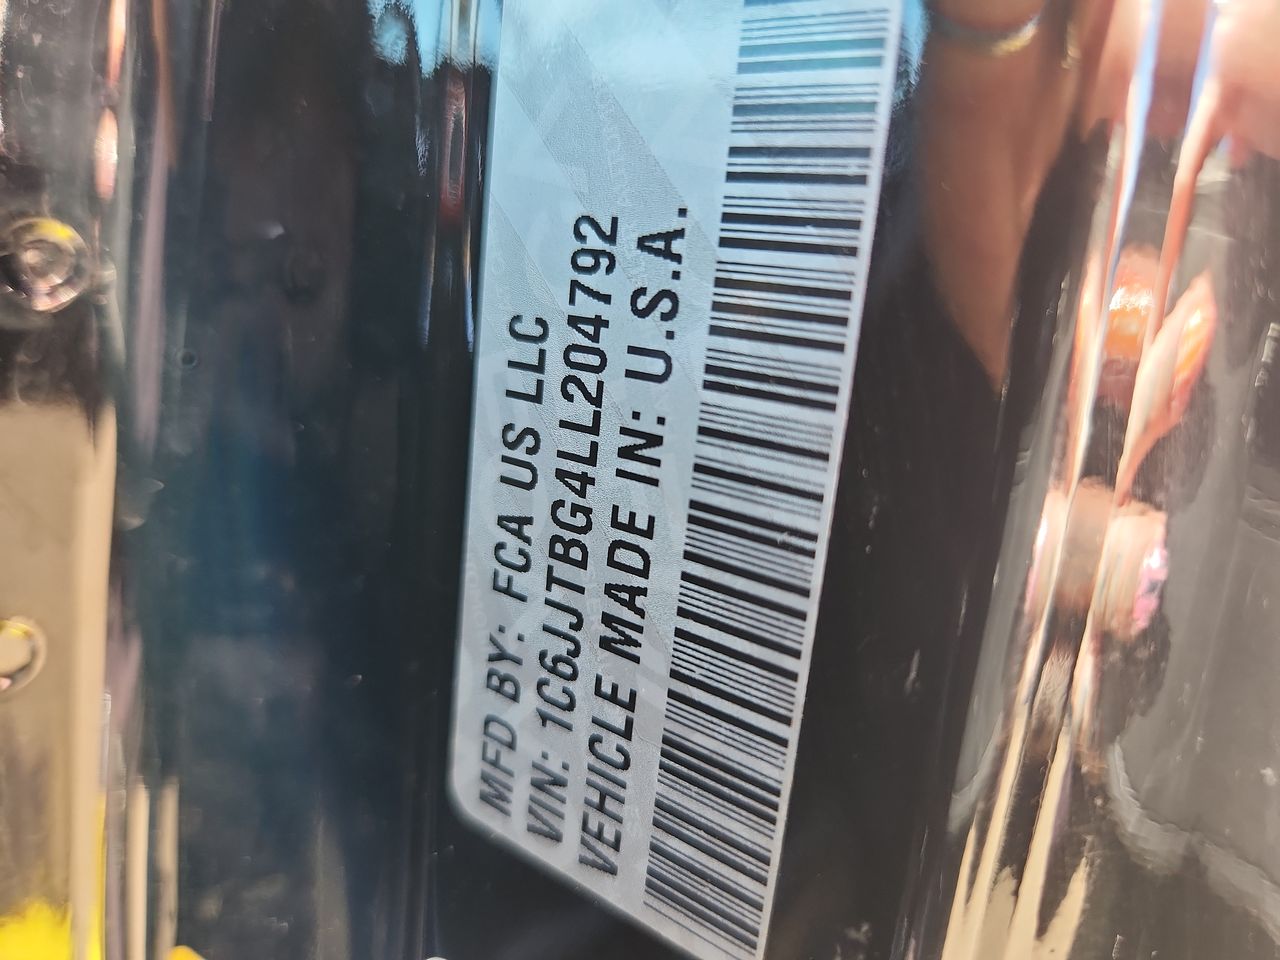 MFD BY: FCA US LLC
VIN: 1C6JJTBG4LL204792
VEHICLE MADE IN: U.S.A.